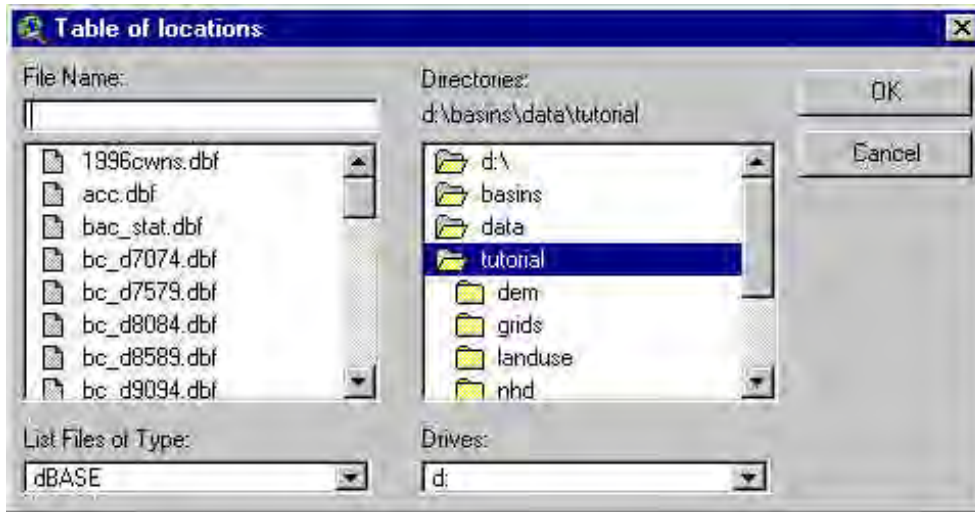 Table of locations
File Name:
Directories:
d:\basins\data\tutorial
OK
Cancel
1996cwns.dbf
acc.dbf
bac_stat.dbf
bc_d7074.dbf
bc_d7579.dbf
bc_d8084.dbf
bc_d8589.dbf
bc_d9094.dbf
d:\
basins
data
tutorial
dem
grids
landuse
nhd
List Files of Type:
dBASE
Drives:
d: